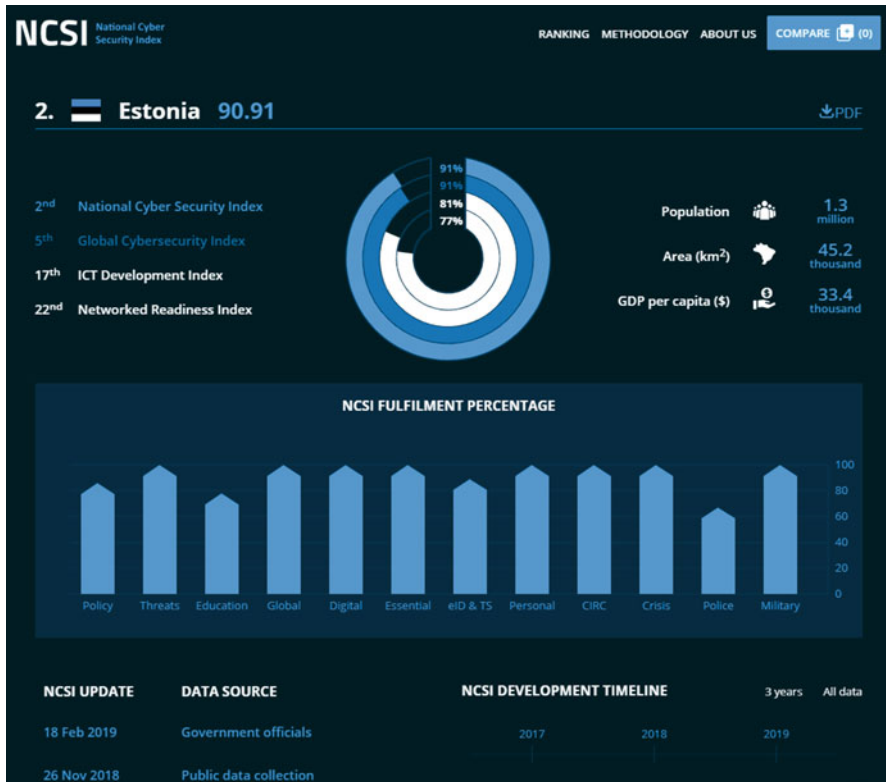 NCSI National Cyber
Security Index
RANKING METHODOLOGY ABOUT US COMPARE (0)
2. Estonia 90.91 PDF
91%
91%
81%
77%
2nd National Cyber Security Index
5th Global Cybersecurity Index
17th ICT Development Index
22nd Networked Readiness Index
Population 1.3
million
Area (km²) 45.2
thousand
GDP per capita ($) 33.4
thousand
NCSI FULFILMENT PERCENTAGE
100
80
60
40
20
0
Policy Threats Education Global Digital Essential eID & TS Personal CIRC Crisis Police Military
NCSI UPDATE DATA SOURCE
18 Feb 2019 Government officials
26 Nov 2018 Public data collection
NCSI DEVELOPMENT TIMELINE 3 years All data
2017 2018 2019